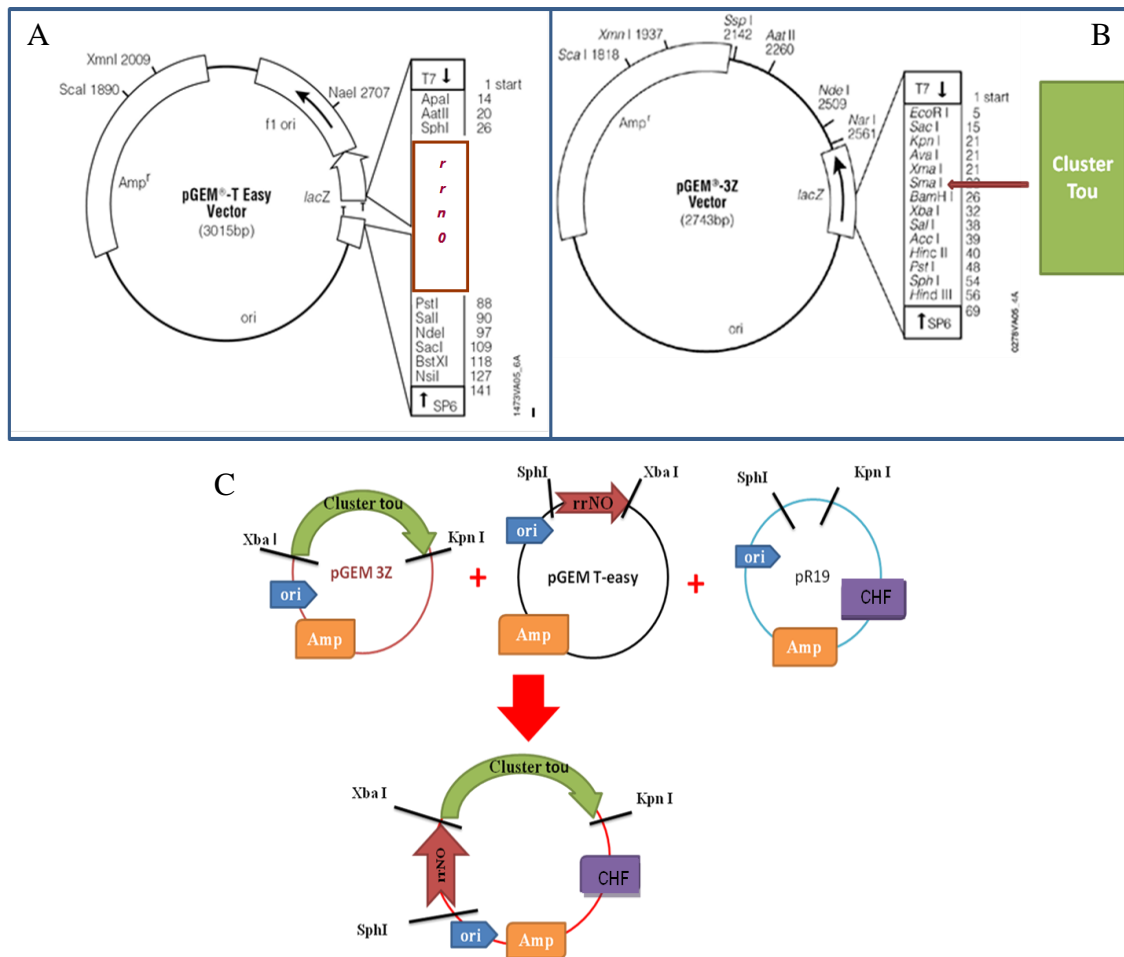 A
XmnI 2009
ScaI 1890
NaeI 2707
f1 ori
Ampr
pGEM®-T Easy
Vector
(3015bp)
lacZ
T
T
ori
T7 ↓
1 start
ApaI 14
AatII 20
SphI 26
r
r
n
0
PstI 88
SalI 90
NdeI 97
SacI 109
BstXI 118
NsiI 127
141
↑ SP6
1473VA05_6A
B
Xmn I 1937
Sca I 1818
Ssp I
2142
Aat II
2260
Nde I
2509
Nar I
2561
Ampr
pGEM®-3Z
Vector
(2743bp)
lacZ
ori
T7 ↓
1 start
EcoR I 5
Sac I 15
Kpn I 21
Ava I 21
Xma I 21
Sma I
BamH I 26
Xba I 32
Sal I 38
Acc I 39
Hinc II 40
Pst I 48
Sph I 54
Hind III 56
69
↑SP6
0278VA05_4A
Cluster
Tou
C
Cluster tou
Xba I
Kpn I
pGEM 3Z
ori
Amp
+
SphI
Xba I
rrNO
ori
pGEM T-easy
Amp
+
SphI
Kpn I
ori
pR19
CHF
Amp
Cluster tou
Xba I
Kpn I
rrNO
CHF
SphI
ori
Amp